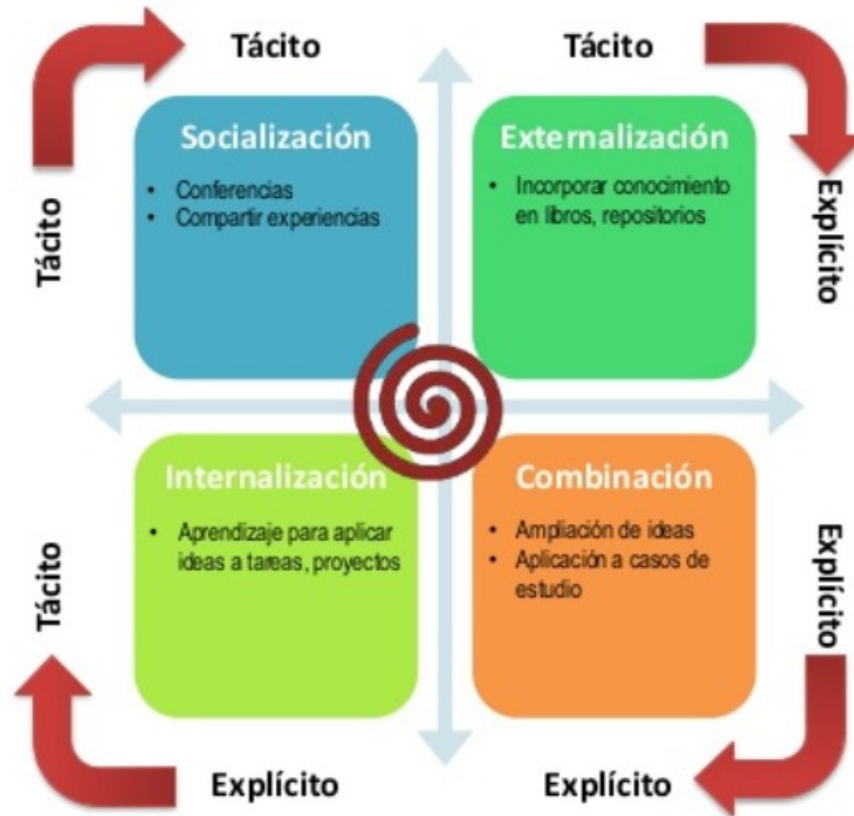 Tácito
Tácito
Tácito
Socialización
• Conferencias
• Compartir experiencias
Externalización
• Incorporar conocimiento
en libros, repositorios
Explícito
Tácito
Internalización
• Aprendizaje para aplicar
ideas a tareas, proyectos
Combinación
• Ampliación de ideas
• Aplicación a casos de
estudio
Explícito
Explícito
Explícito